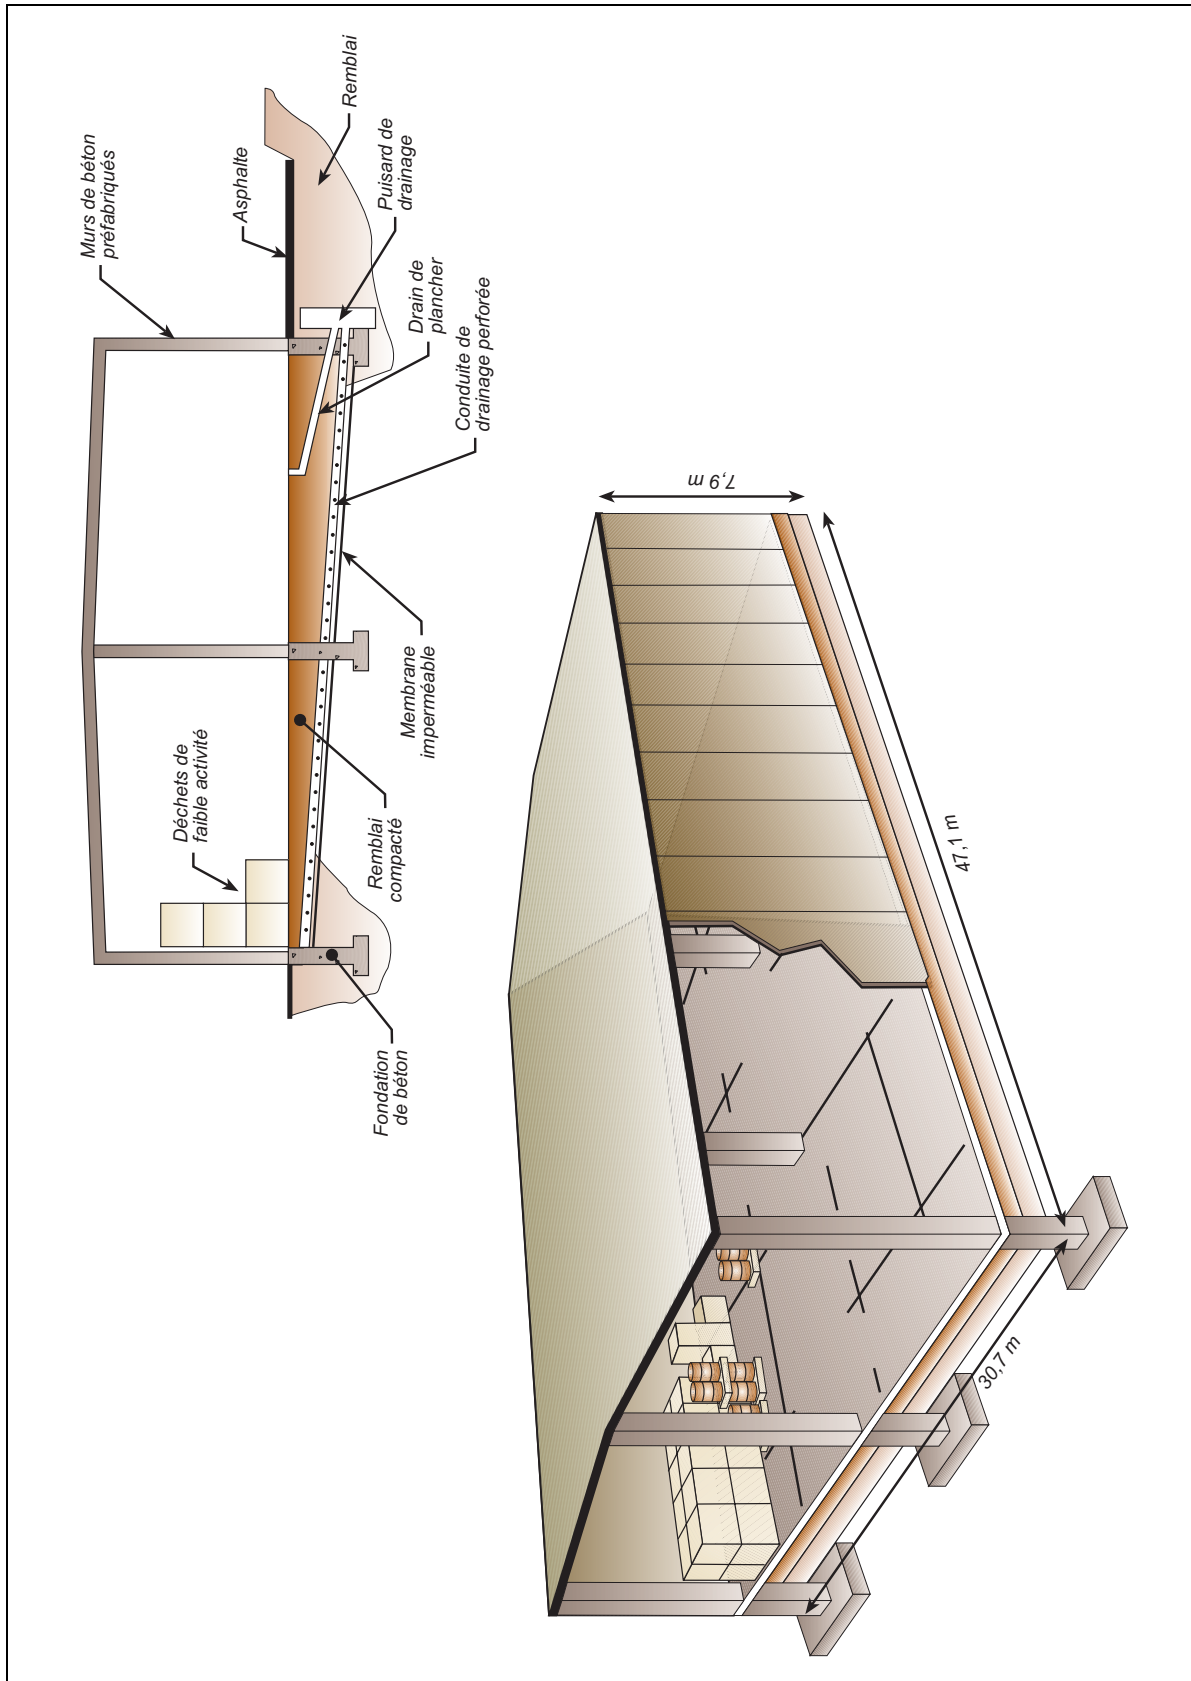 Murs de béton
préfabriqués
Asphalte
Remblai
Puisard de
drainage
Drain de
plancher
Conduite de
drainage perforée
Membrane
imperméable
Déchets de
faible activité
Remblai
compacté
Fondation
de béton
7,9 m
47,1 m
30,7 m